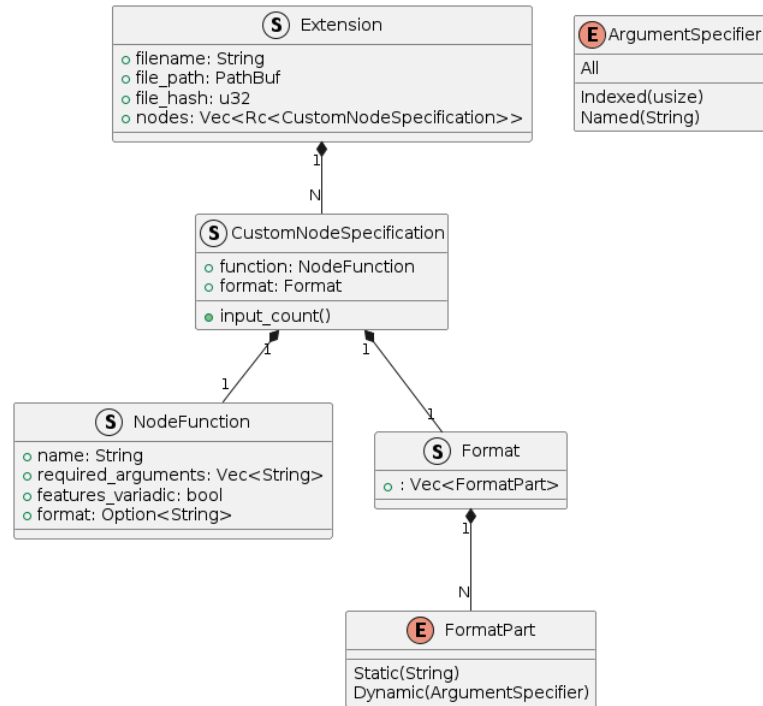 S Extension
filename: String
file_path: PathBuf
file_hash: u32
nodes: Vec<Rc<CustomNodeSpecification>>
E ArgumentSpecifier
All
Indexed(usize)
Named(String)
1
N
S CustomNodeSpecification
function: NodeFunction
format: Format
input_count()
1
1
1
1
S NodeFunction
name: String
required_arguments: Vec<String>
features_variadic: bool
format: Option<String>
S Format
: Vec<FormatPart>
1
N
E FormatPart
Static(String)
Dynamic(ArgumentSpecifier)